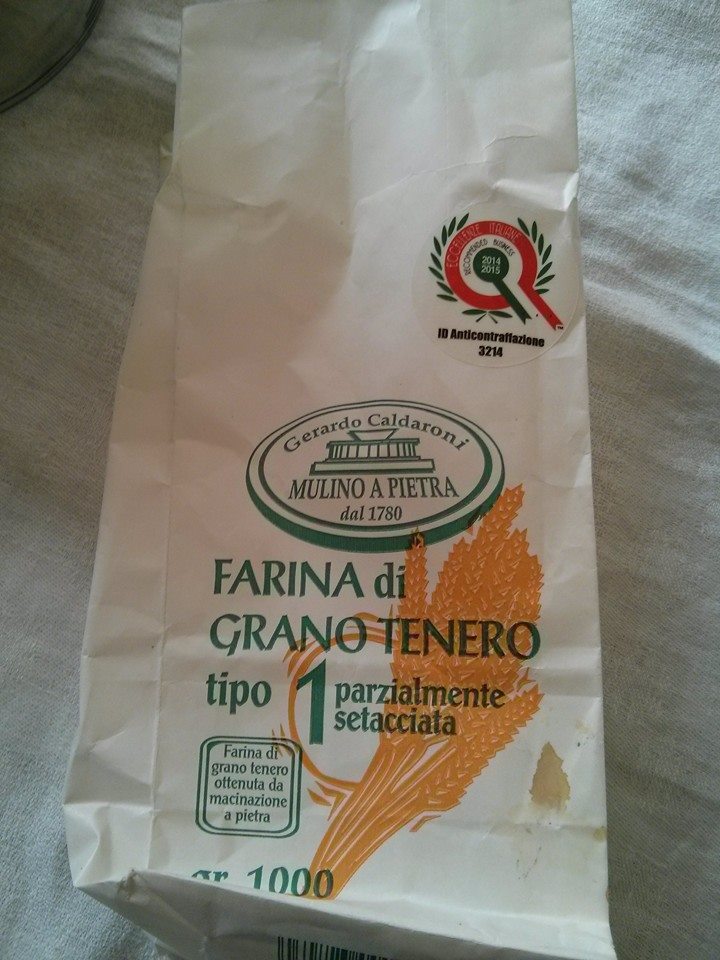 ECCELLENZE ITALIANE
RECOMMENDED BUSINESS
2014
2015
ID Anticontraffazione
3214
Gerardo Caldaroni
MULINO A PIETRA
dal 1780
FARINA di
GRANO TENERO
tipo 1 parzialmente
setacciata
Farina di
grano tenero
ottenuta da
macinazione
a pietra
gr. 1000